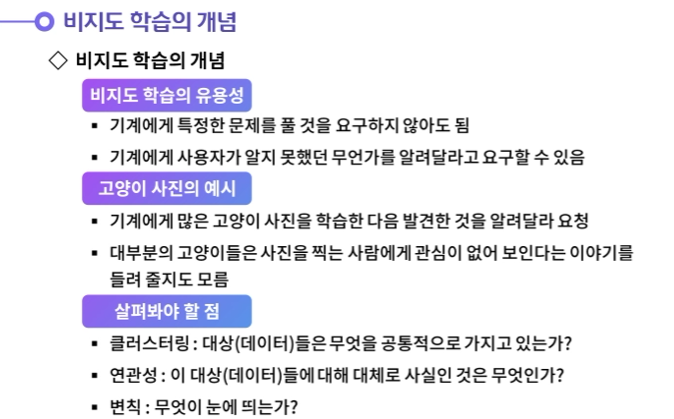 비지도 학습의 개념
◇ 비지도 학습의 개념
비지도 학습의 유용성
▪ 기계에게 특정한 문제를 풀 것을 요구하지 않아도 됨
▪ 기계에게 사용자가 알지 못했던 무언가를 알려달라고 요구할 수 있음
고양이 사진의 예시
▪ 기계에게 많은 고양이 사진을 학습한 다음 발견한 것을 알려달라 요청
▪ 대부분의 고양이들은 사진을 찍는 사람에게 관심이 없어 보인다는 이야기를
들려 줄지도 모름
살펴봐야 할 점
▪ 클러스터링 : 대상(데이터)들은 무엇을 공통적으로 가지고 있는가?
▪ 연관성 : 이 대상(데이터)들에 대해 대체로 사실인 것은 무엇인가?
▪ 변칙 : 무엇이 눈에 띄는가?